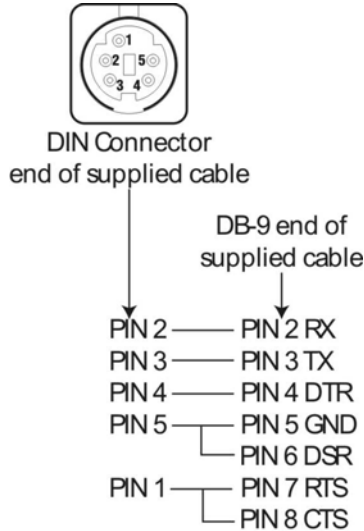 1
2 5
3 4
DIN Connector
end of supplied cable
DB-9 end of
supplied cable
PIN 2 PIN 2 RX
PIN 3 PIN 3 TX
PIN 4 PIN 4 DTR
PIN 5 PIN 5 GND
PIN 6 DSR
PIN 1 PIN 7 RTS
PIN 8 CTS